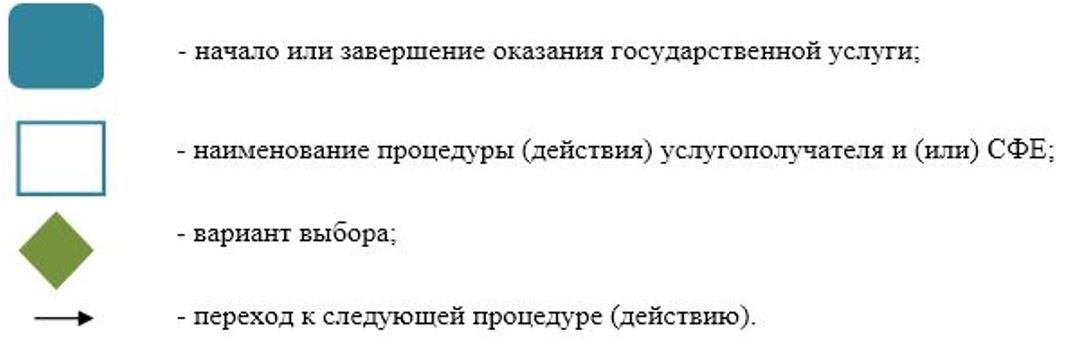 - начало или завершение оказания государственной услуги;
- наименование процедуры (действия) услугополучателя и (или) СФЕ;
- вариант выбора;
- переход к следующей процедуре (действию).